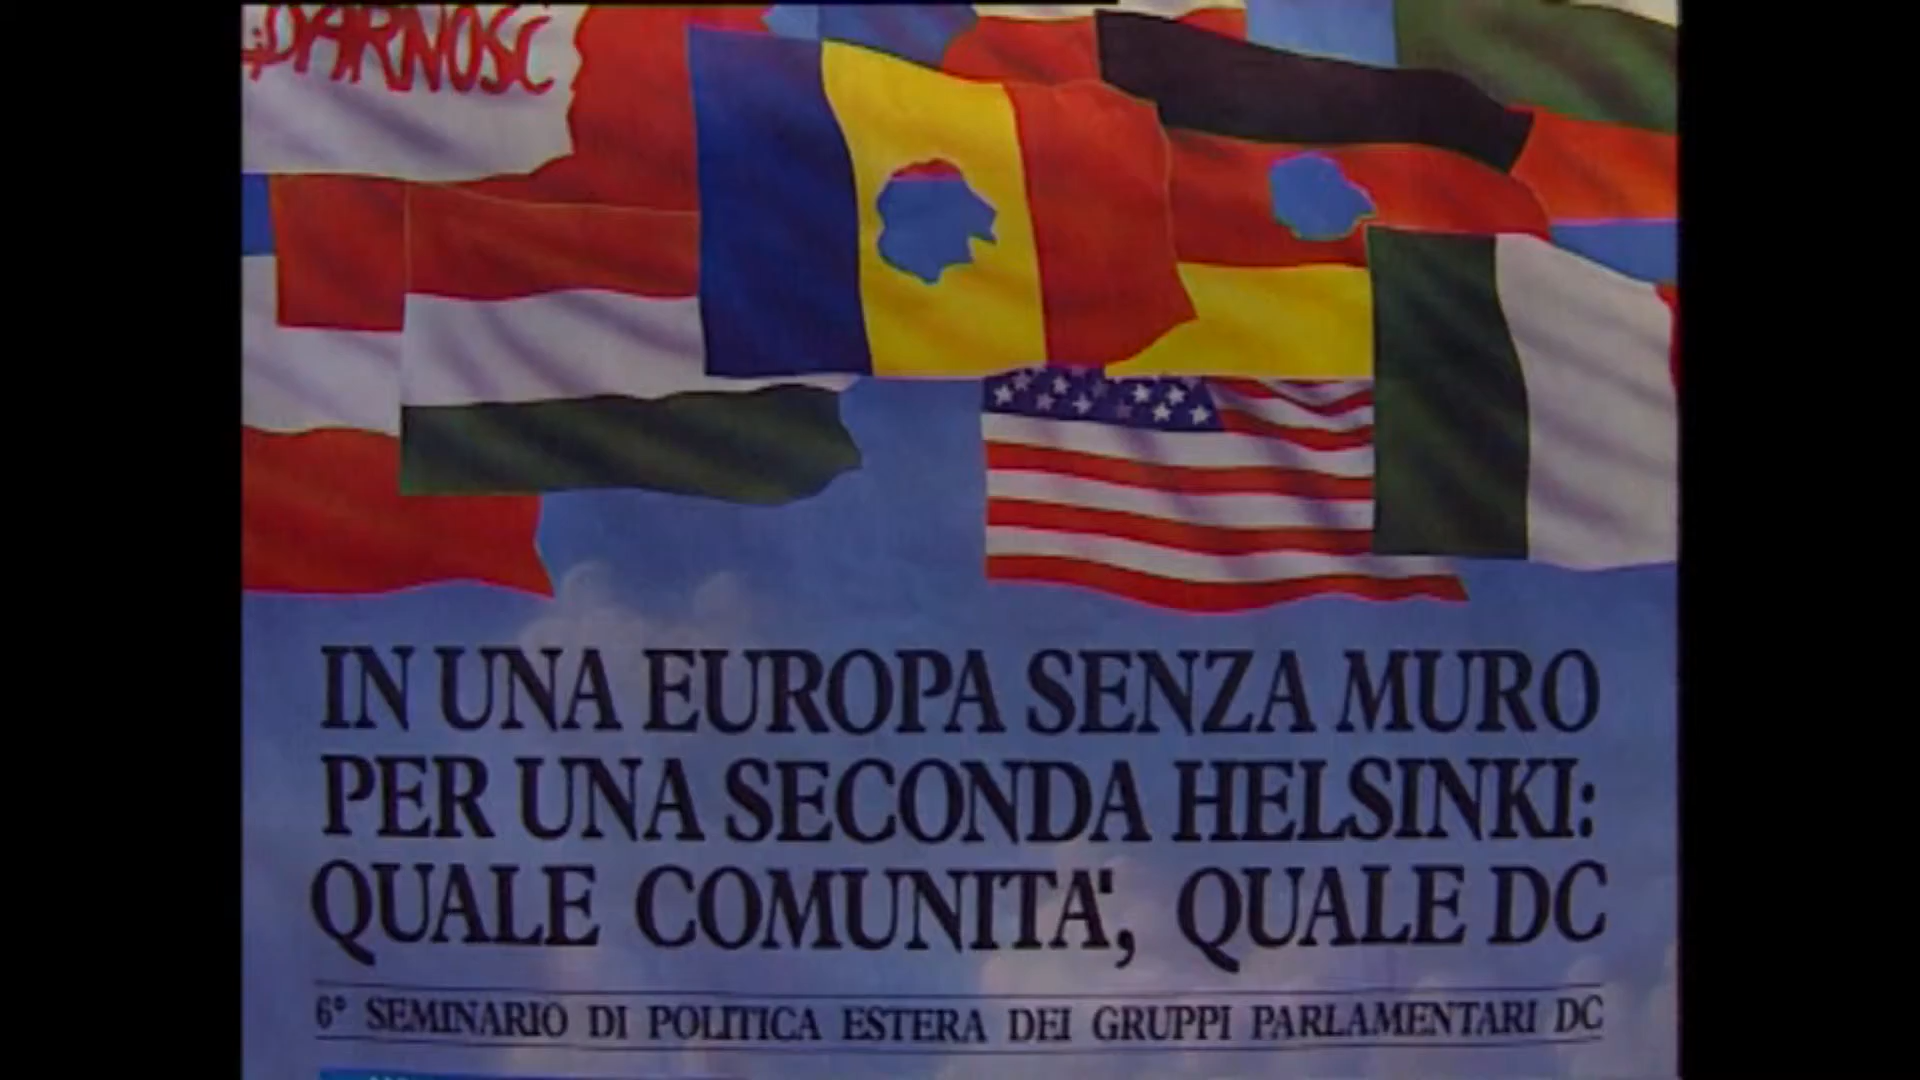 IDARNOŚĆ
IN UNA EUROPA SENZA MURO
PER UNA SECONDA HELSINKI:
QUALE COMUNITA', QUALE DC
6° SEMINARIO DI POLITICA ESTERA DEI GRUPPI PARLAMENTARI DC